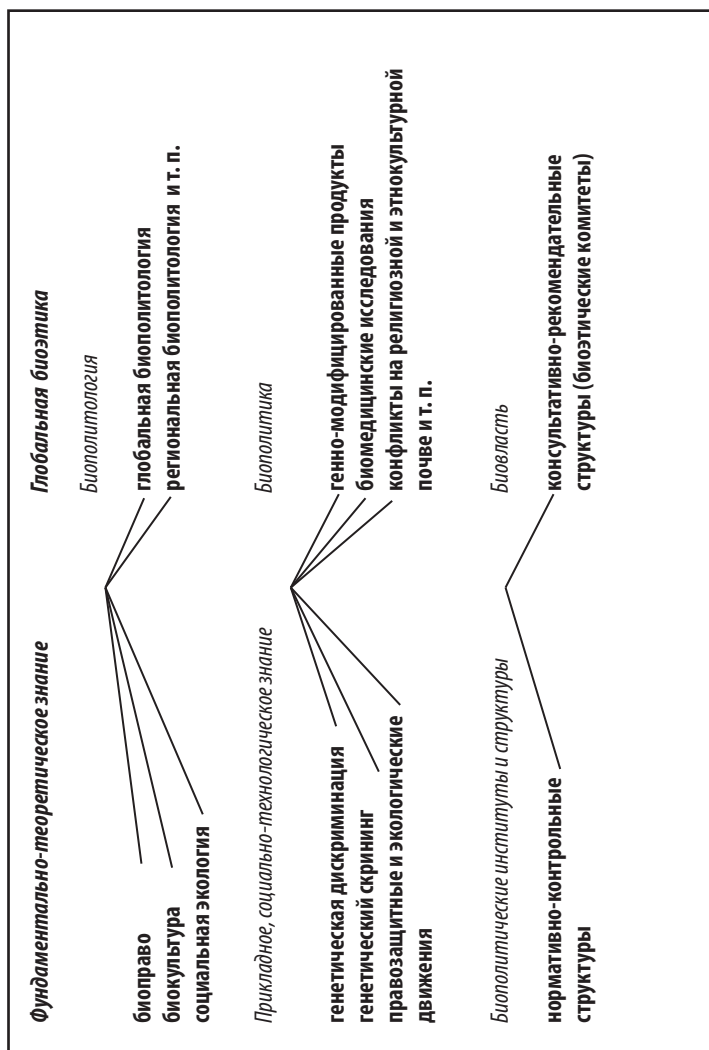 Фундаментально-теоретическое знание
Глобальная биоэтика
Биополитология
биоправо
биокультура
социальная экология
глобальная биополитология
региональная биополитология и т. п.
Прикладное, социально-технологическое знание
Биополитика
генетическая дискриминация
генетический скрининг
правозащитные и экологические
движения
генно-модифицированные продукты
биомедицинские исследования
конфликты на религиозной и этнокультурной
почве и т. п.
Биополитические институты и структуры
Биовласть
нормативно-контрольные
структуры
консультативно-рекомендательные
структуры (биоэтические комитеты)